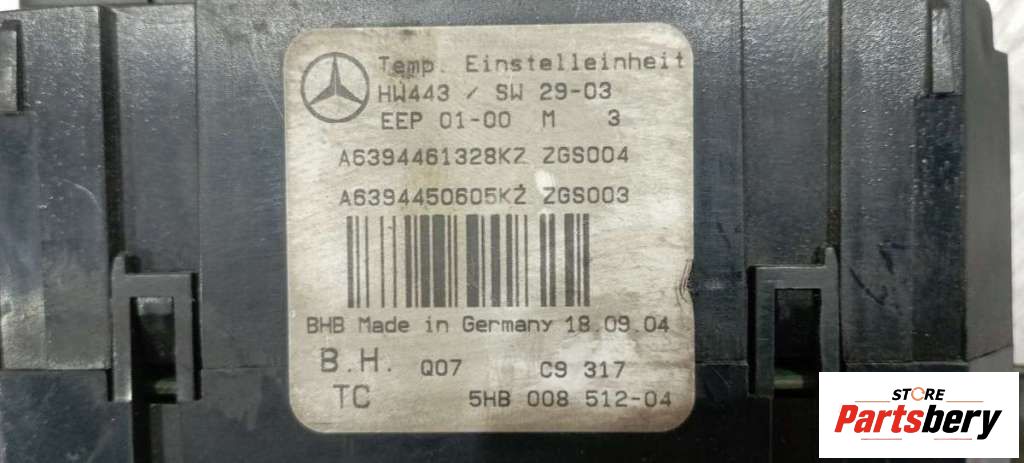 Temp. Einstelleinheit
HW443 / SW 29-03
EEP 01-00 M 3
A6394461328KZ ZGS004
A6394450605KZ ZGS003
BHB Made in Germany 18.09.04
B.H. Q07 C9 317
TC 5HB 008 512-04
STORE
Partsbery